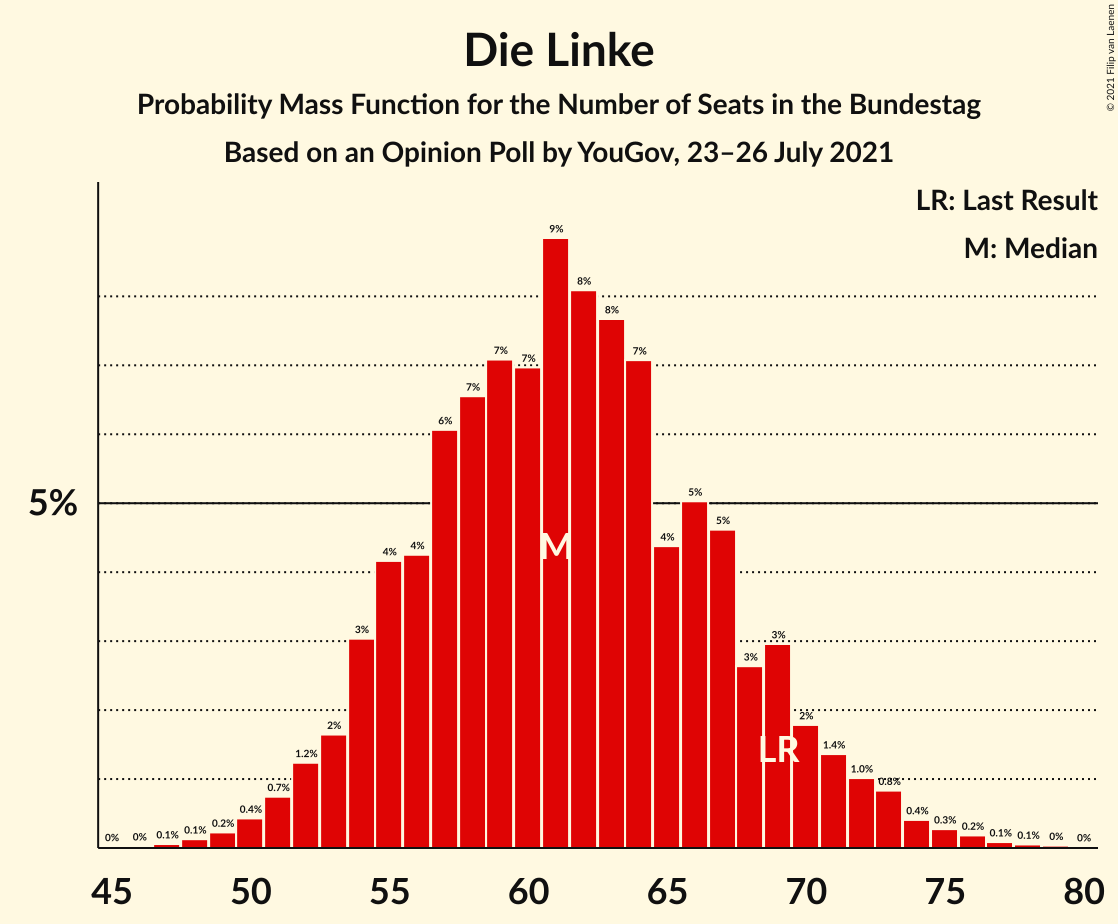 Die Linke
Probability Mass Function for the Number of Seats in the Bundestag
Based on an Opinion Poll by YouGov, 23–26 July 2021
© 2021 Filip van Laenen
LR: Last Result
M: Median
5%
0% 0% 0.1% 0.1% 0.2% 0.4% 0.7% 1.2% 2% 3% 4% 4% 6% 7% 7% 7% 9% 8% 8% 7% 4% 5% 5% 3% 3% 2% 1.4% 1.0% 0.8% 0.4% 0.3% 0.2% 0.1% 0.1% 0% 0%
M
LR
45 50 55 60 65 70 75 80